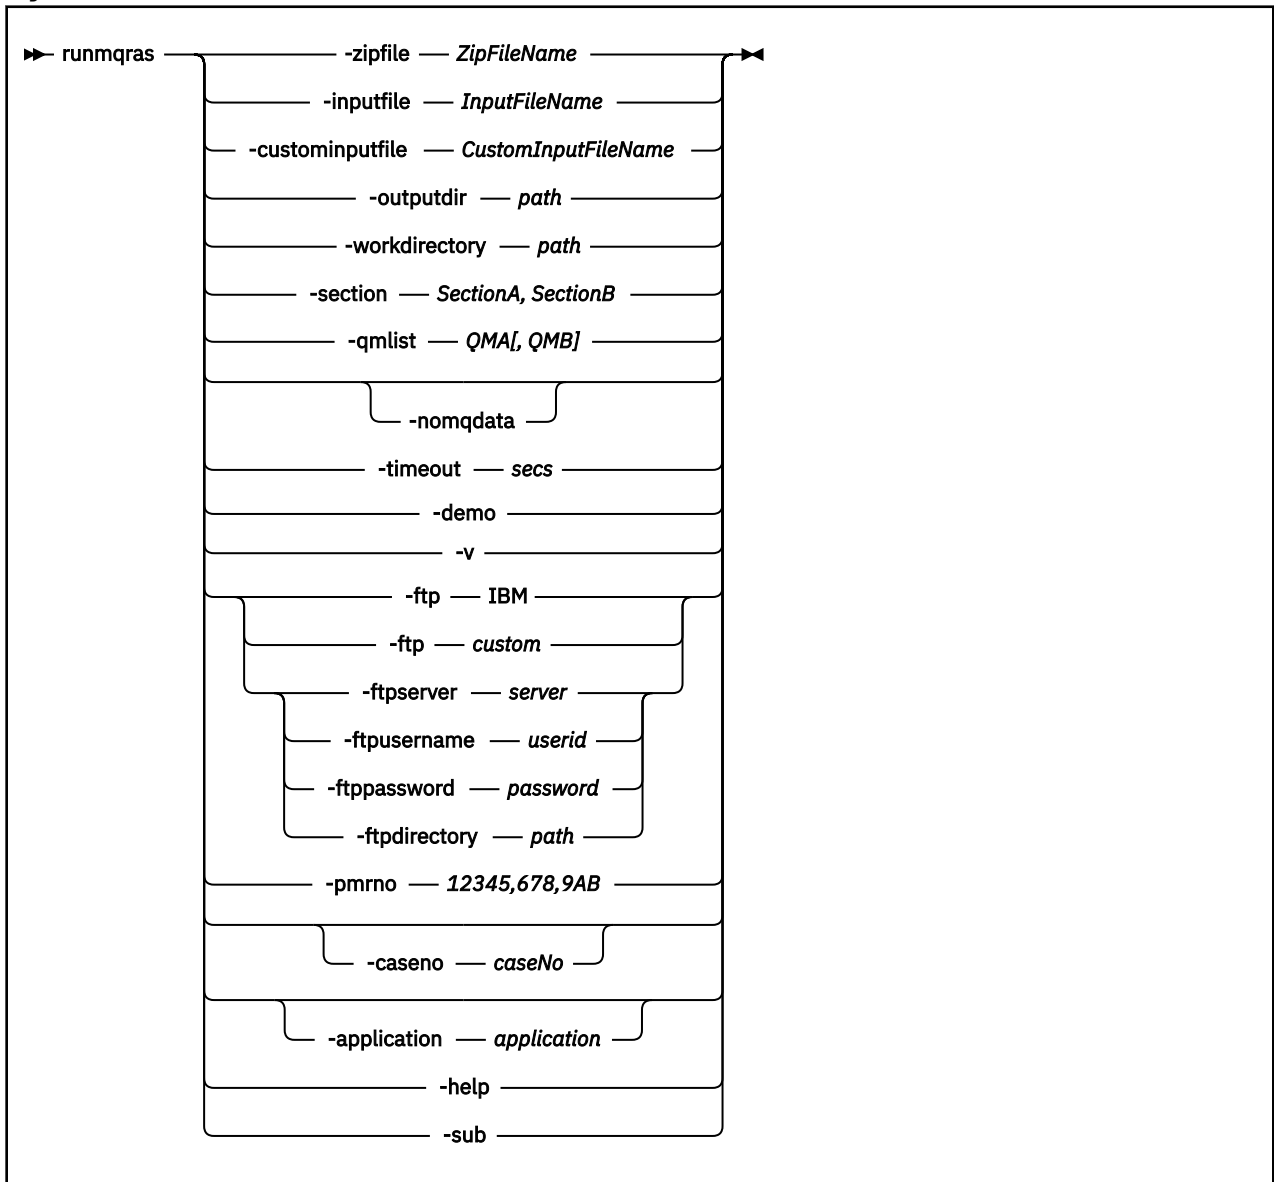 runmqras -zipfile ZipFileName
-inputfile InputFileName
-custominputfile CustomInputFileName
-outputdir path
-workdirectory path
-section SectionA, SectionB
-qmlist QMA[, QMB]
-nomqdata
-timeout secs
-demo
-v
-ftp IBM
-ftp custom
-ftpserver server
-ftpusername userid
-ftppassword password
-ftpdirectory path
-pmrno 12345,678,9AB
-caseno caseNo
-application application
-help
-sub